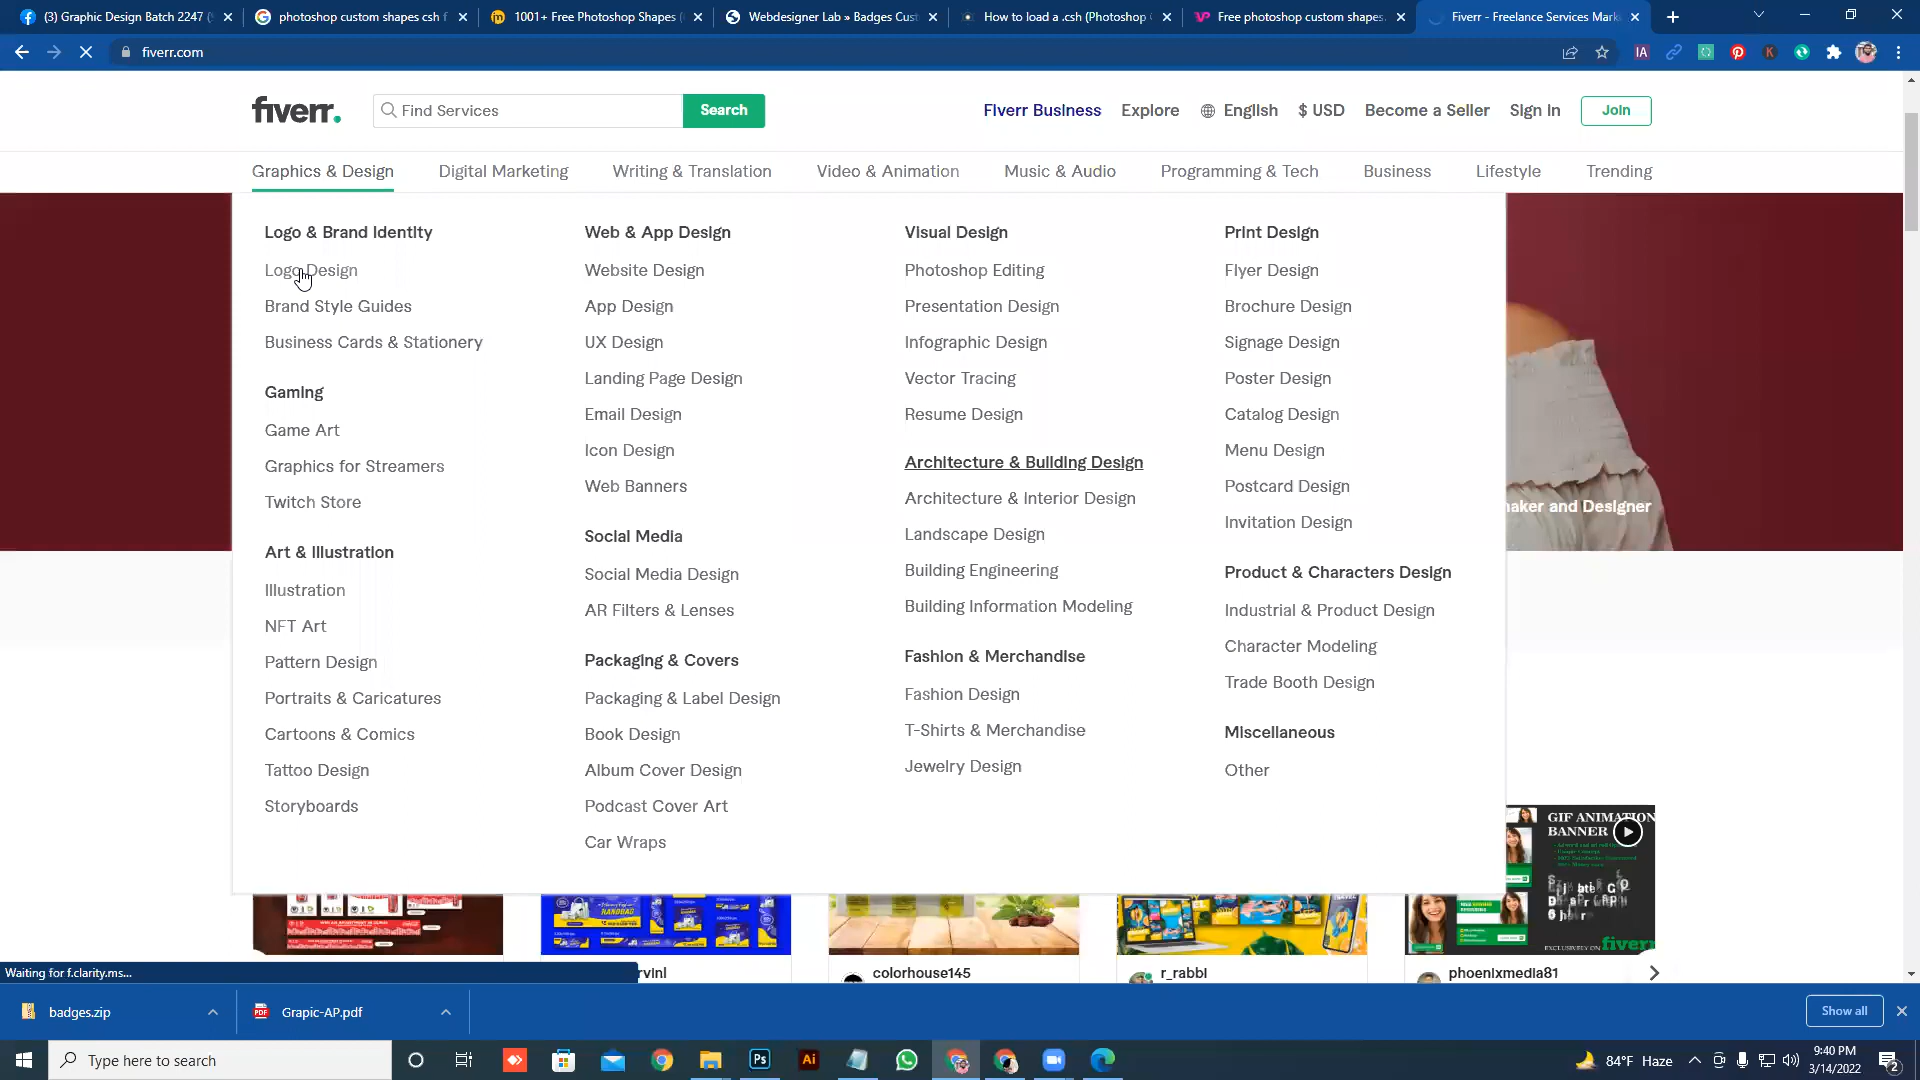 (3) Graphic Design Batch 2247 (
photoshop custom shapes csh f
1001+ Free Photoshop Shapes (
Webdesigner Lab » Badges Cust
How to load a .csh (Photoshop
Free photoshop custom shapes.
Fiverr - Freelance Services Mark
fiverr.com
fiverr.
Find Services
Search
Fiverr Business
Explore
English
$ USD
Become a Seller
Sign In
Join
Graphics & Design
Digital Marketing
Writing & Translation
Video & Animation
Music & Audio
Programming & Tech
Business
Lifestyle
Trending
Logo & Brand Identity
Logo Design
Brand Style Guides
Business Cards & Stationery
Gaming
Game Art
Graphics for Streamers
Twitch Store
Art & Illustration
Illustration
NFT Art
Pattern Design
Portraits & Caricatures
Cartoons & Comics
Tattoo Design
Storyboards
Web & App Design
Website Design
App Design
UX Design
Landing Page Design
Email Design
Icon Design
Web Banners
Social Media
Social Media Design
AR Filters & Lenses
Packaging & Covers
Packaging & Label Design
Book Design
Album Cover Design
Podcast Cover Art
Car Wraps
Visual Design
Photoshop Editing
Presentation Design
Infographic Design
Vector Tracing
Resume Design
Architecture & Building Design
Architecture & Interior Design
Landscape Design
Building Engineering
Building Information Modeling
Fashion & Merchandise
Fashion Design
T-Shirts & Merchandise
Jewelry Design
Print Design
Flyer Design
Brochure Design
Signage Design
Poster Design
Catalog Design
Menu Design
Postcard Design
Invitation Design
Product & Characters Design
Industrial & Product Design
Character Modeling
Trade Booth Design
Miscellaneous
Other
maker and Designer
GIF ANIMATION
BANNER
EXCLUSIVELY ON fiverr
HANDBAG
Waiting for f.clarity.ms...
rvinl
colorhouse145
r_rabbi
phoenixmedia81
badges.zip
Grapic-AP.pdf
Show all
Type here to search
84°F Haze
9:40 PM
3/14/2022
2